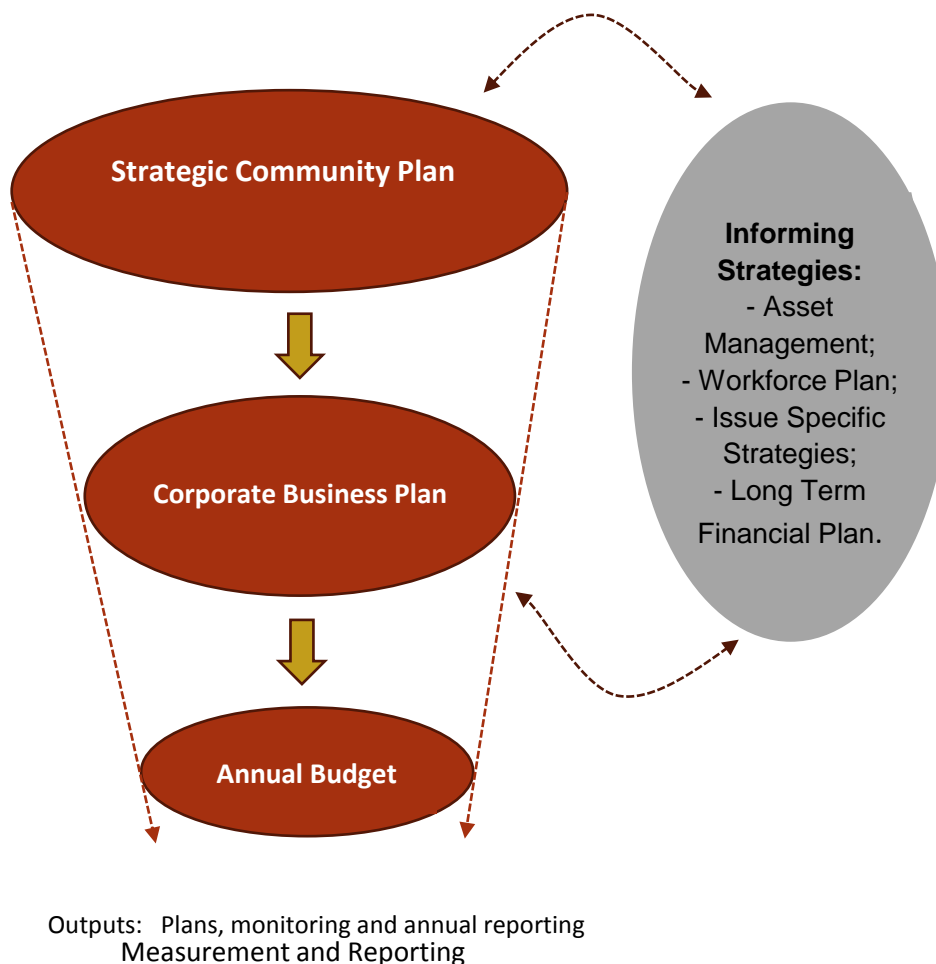 Strategic Community Plan
Informing
Strategies:
- Asset
Management;
- Workforce Plan;
- Issue Specific
Strategies;
- Long Term
Financial Plan.
Corporate Business Plan
Annual Budget
Outputs: Plans, monitoring and annual reporting
Measurement and Reporting